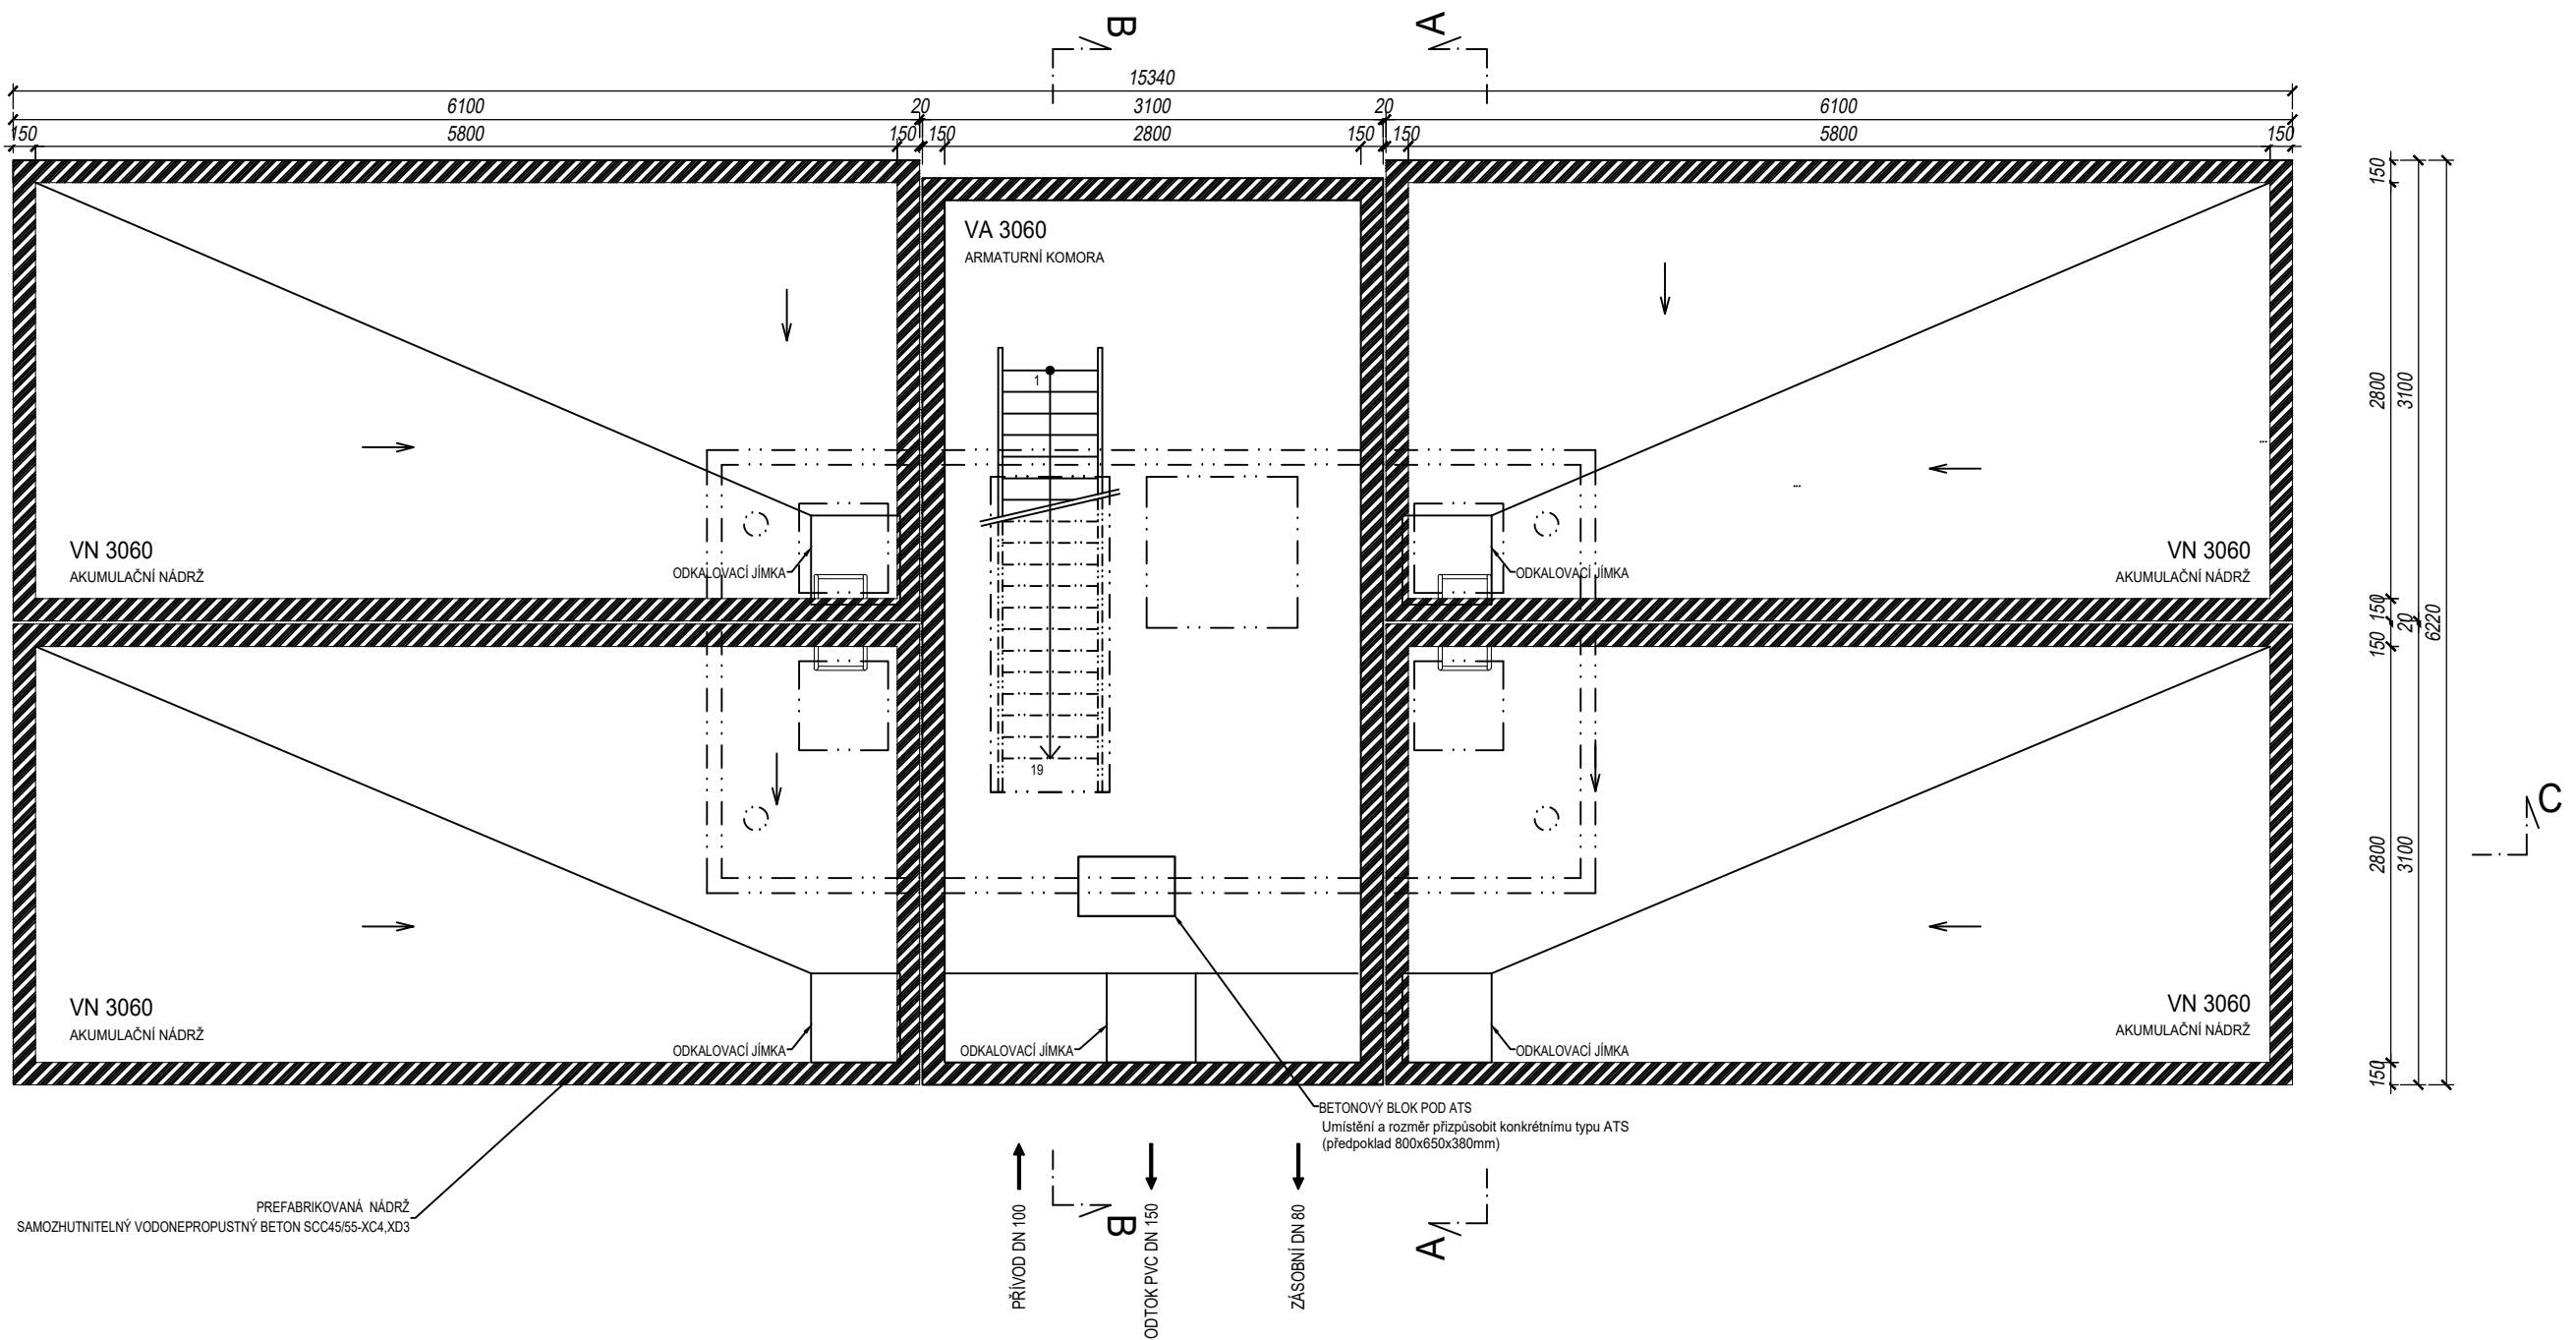 B
A
15340
6100
20
3100
20
6100
150
5800
150
150
2800
150
150
5800
150
VA 3060
ARMATURNÍ KOMORA
1
19
VN 3060
AKUMULAČNÍ NÁDRŽ
ODKALOVACÍ JÍMKA
ODKALOVACÍ JÍMKA
VN 3060
AKUMULAČNÍ NÁDRŽ
VN 3060
AKUMULAČNÍ NÁDRŽ
ODKALOVACÍ JÍMKA
ODKALOVACÍ JÍMKA
ODKALOVACÍ JÍMKA
VN 3060
AKUMULAČNÍ NÁDRŽ
150
2800
3100
150
20
6220
150
2800
3100
150
C
BETONOVÝ BLOK POD ATS
Umístění a rozměr přizpůsobit konkrétnímu typu ATS
(předpoklad 800x650x380mm)
PREFABRIKOVANÁ NÁDRŽ
SAMOZHUTNITELNÝ VODONEPROPUSTNÝ BETON SCC45/55-XC4,XD3
PŘÍVOD DN 100
B
ODTOK PVC DN 150
ZÁSOBNÍ DN 80
A